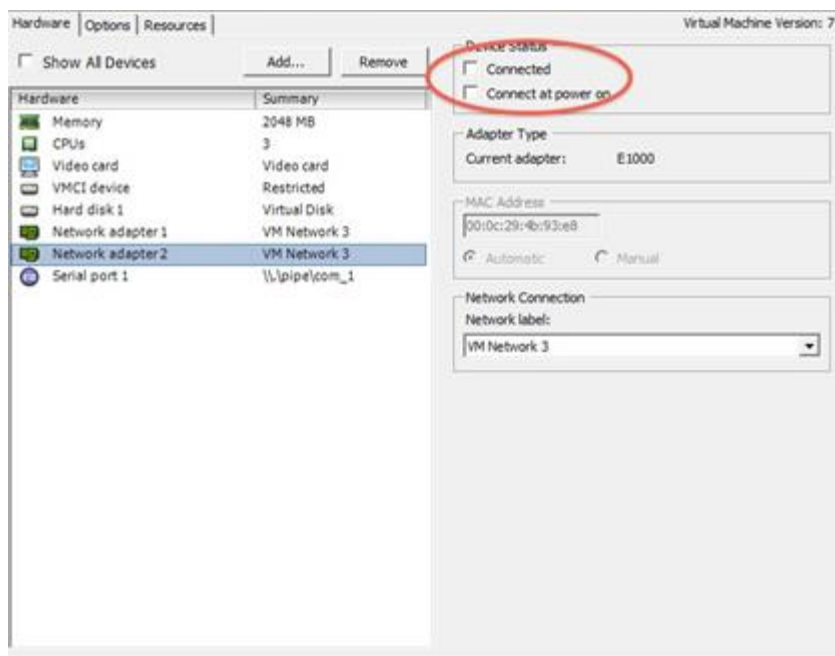 Hardware Options Resources Virtual Machine Version: 7
Show All Devices Add... Remove
Device Status
Connected
Connect at power on
Hardware Summary
Memory 2048 MB
CPUs 3
Video card Video card
VMCI device Restricted
Hard disk 1 Virtual Disk
Network adapter 1 VM Network 3
Network adapter 2 VM Network 3
Serial port 1 \\.\pipe\com_1
Adapter Type
Current adapter: E1000
MAC Address
00:0c:29:4b:93:e8
Automatic Manual
Network Connection
Network label:
VM Network 3